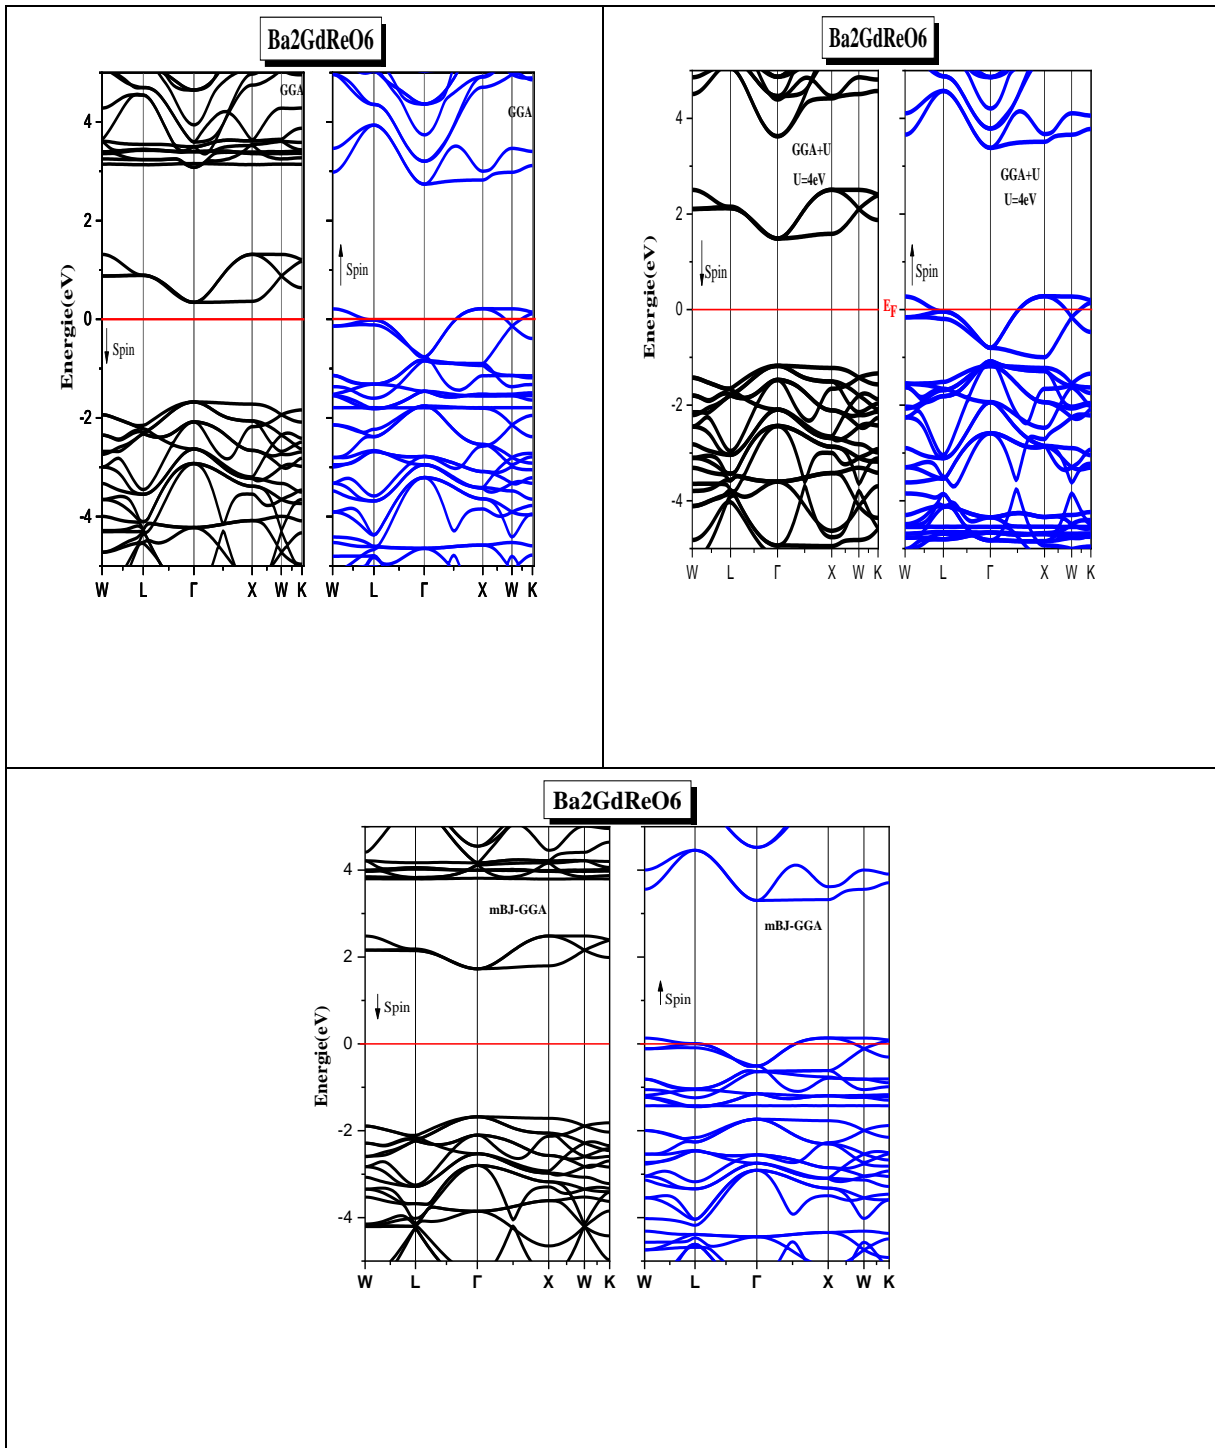 Ba2GdReO6
GGA
GGA
4
2
0
-2
-4
Energie(eV)
Spin
Spin
W L Γ X W K
W L Γ X W K
Ba2GdReO6
GGA+U
U=4eV
GGA+U
U=4eV
4
2
0
-2
-4
Energie(eV)
Spin
Spin
EF
W L Γ X W K
W L Γ X W K
Ba2GdReO6
mBJ-GGA
mBJ-GGA
4
2
0
-2
-4
Energie(eV)
Spin
Spin
W L Γ X W K
W L Γ X W K